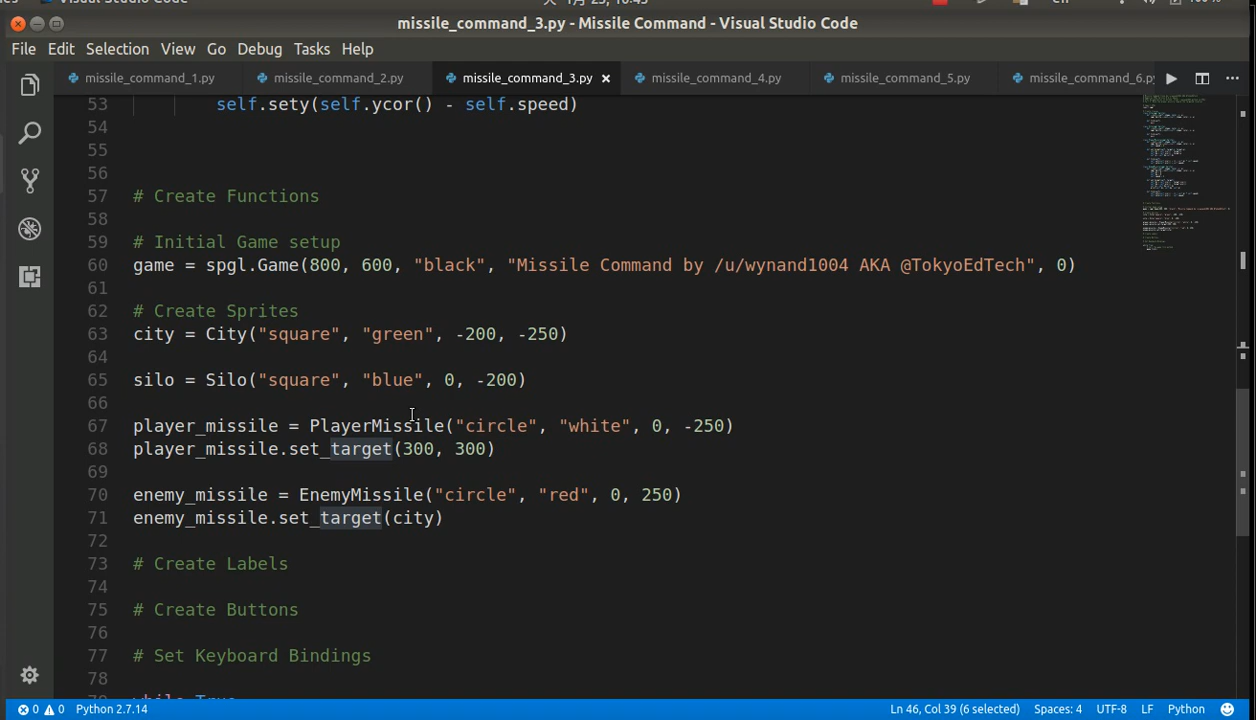 missile_command_3.py - Missile Command - Visual Studio Code
File Edit Selection View Go Debug Tasks Help
missile_command_1.py missile_command_2.py missile_command_3.py × missile_command_4.py missile_command_5.py missile_command_6.py
53 self.sety(self.ycor() - self.speed)
54
55
56
57 # Create Functions
58
59 # Initial Game setup
60 game = spgl.Game(800, 600, "black", "Missile Command by /u/wynand1004 AKA @TokyoEdTech", 0)
61
62 # Create Sprites
63 city = City("square", "green", -200, -250)
64
65 silo = Silo("square", "blue", 0, -200)
66
67 player_missile = PlayerMissile("circle", "white", 0, -250)
68 player_missile.set_target(300, 300)
69
70 enemy_missile = EnemyMissile("circle", "red", 0, 250)
71 enemy_missile.set_target(city)
72
73 # Create Labels
74
75 # Create Buttons
76
77 # Set Keyboard Bindings
78
0 0 Python 2.7.14 Ln 46, Col 39 (6 selected) Spaces: 4 UTF-8 LF Python